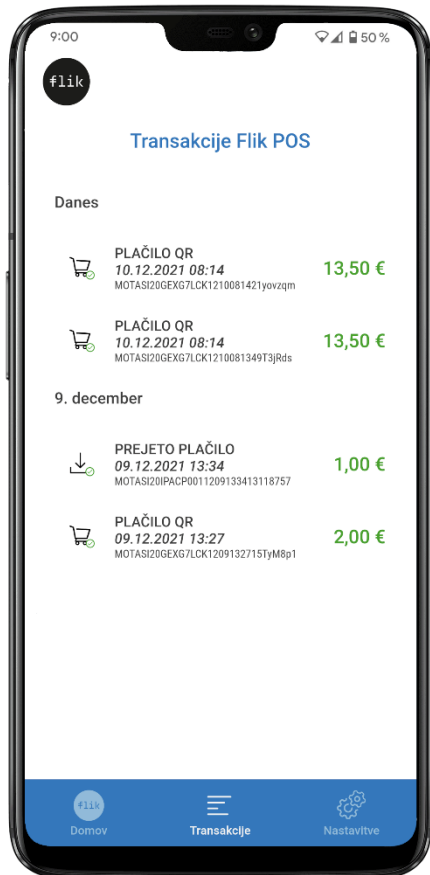 9:00
50 %
flik
Transakcije Flik POS
Danes
PLAČILO QR
10.12.2021 08:14
13,50 €
MOTASI20GEXG7LCK1210081421yovzqm
PLAČILO QR
10.12.2021 08:14
13,50 €
MOTASI20GEXG7LCK1210081349T3jRds
9. december
PREJETO PLAČILO
09.12.2021 13:34
1,00 €
MOTASI20IPACP0011209133413118757
PLAČILO QR
09.12.2021 13:27
2,00 €
MOTASI20GEXG7LCK1209132715TyM8p1
flik
Domov
Transakcije
Nastavitve